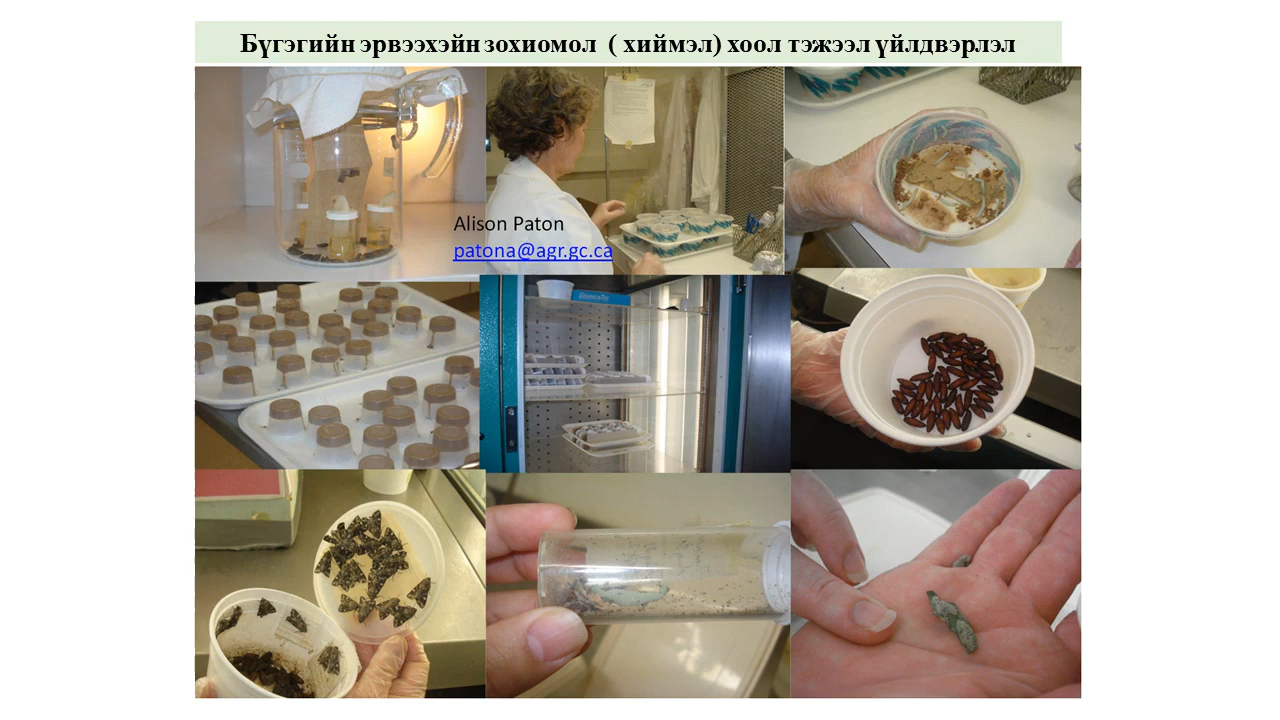 Бүгэгийн эрвээхэйн зохиомол ( хиймэл) хоол тэжээл үйлдвэрлэл
Alison Paton
patona@agr.gc.ca